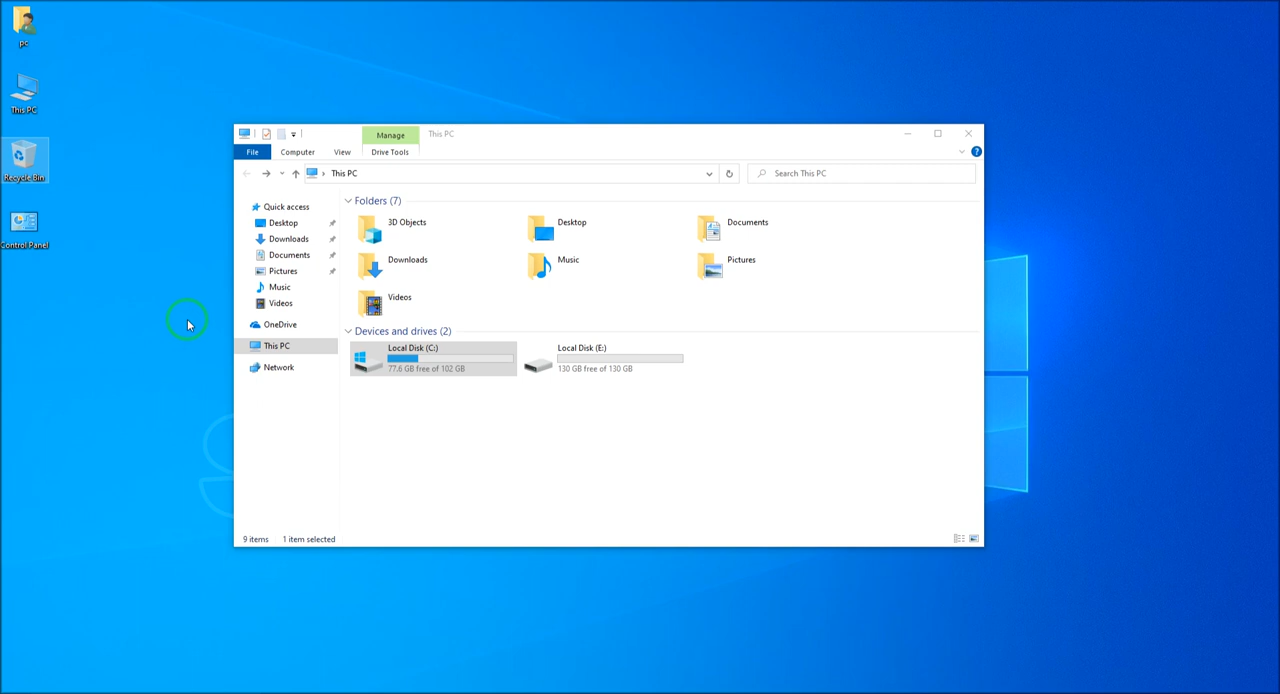 pc
This PC
Recycle Bin
Control Panel
Manage
This PC
File
Computer
View
Drive Tools
This PC
Search This PC
Quick access
Desktop
Downloads
Documents
Pictures
Music
Videos
OneDrive
This PC
Network
Folders (7)
3D Objects
Desktop
Documents
Downloads
Music
Pictures
Videos
Devices and drives (2)
Local Disk (C:)
77.6 GB free of 102 GB
Local Disk (E:)
130 GB free of 130 GB
9 items
1 item selected